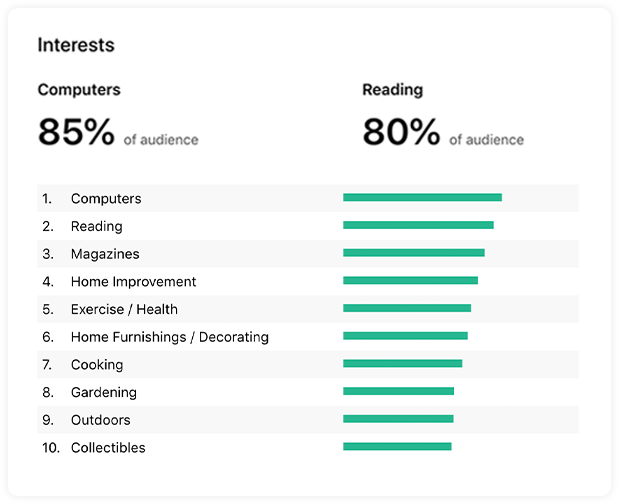 Interests
Computers Reading
85% of audience 80% of audience
1. Computers
2. Reading
3. Magazines
4. Home Improvement
5. Exercise / Health
6. Home Furnishings / Decorating
7. Cooking
8. Gardening
9. Outdoors
10. Collectibles